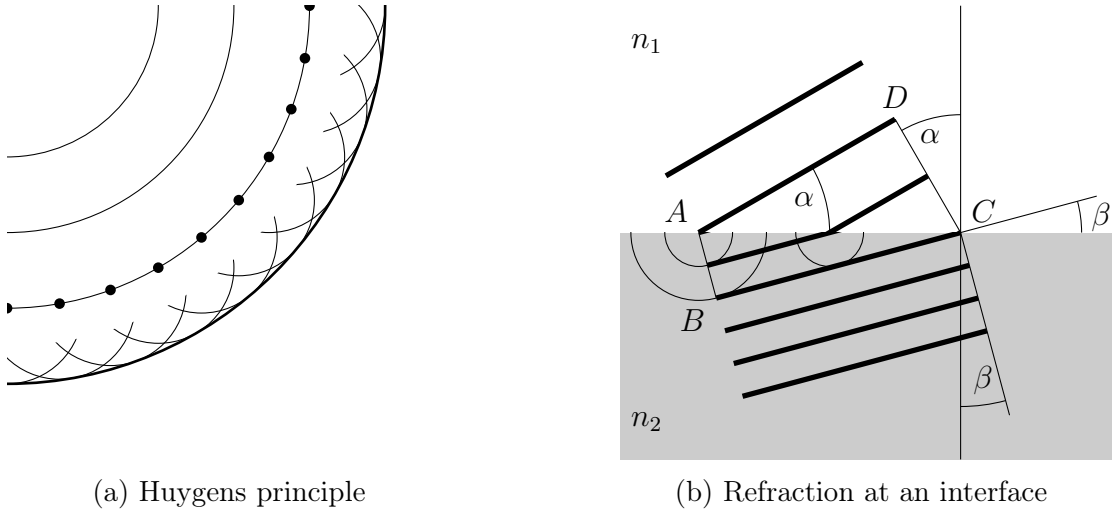 n₁
D
α
A
α
C
β
B
β
n₂
(a) Huygens principle
(b) Refraction at an interface